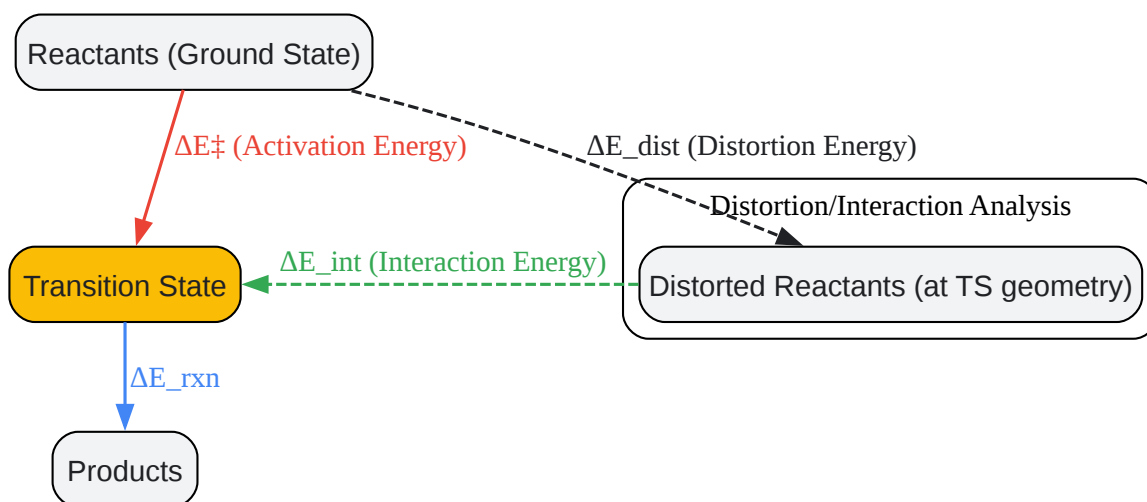 Reactants (Ground State)
ΔE‡ (Activation Energy)
ΔE_dist (Distortion Energy)
Distortion/Interaction Analysis
Transition State
ΔE_int (Interaction Energy)
Distorted Reactants (at TS geometry)
ΔE_rxn
Products